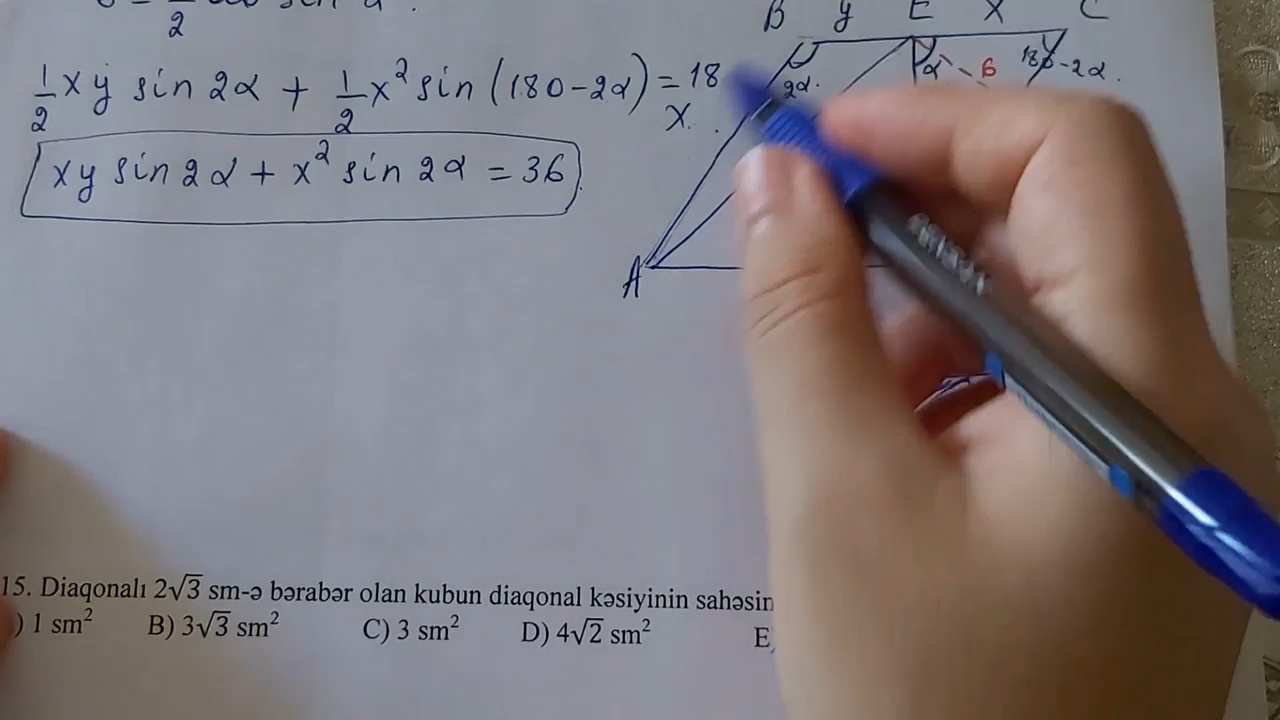 B y E x C
1/2 xy sin 2α + 1/2 x² sin (180-2α) = 18
2α. α 6 180-2α.
x.
xy sin 2α + x² sin 2α = 36
A
15. Diaqonalı 2√3 sm-ə bərabər olan kubun diaqonal kəsiyinin
) 1 sm² B) 3√3 sm² C) 3 sm² D) 4√2 sm² E